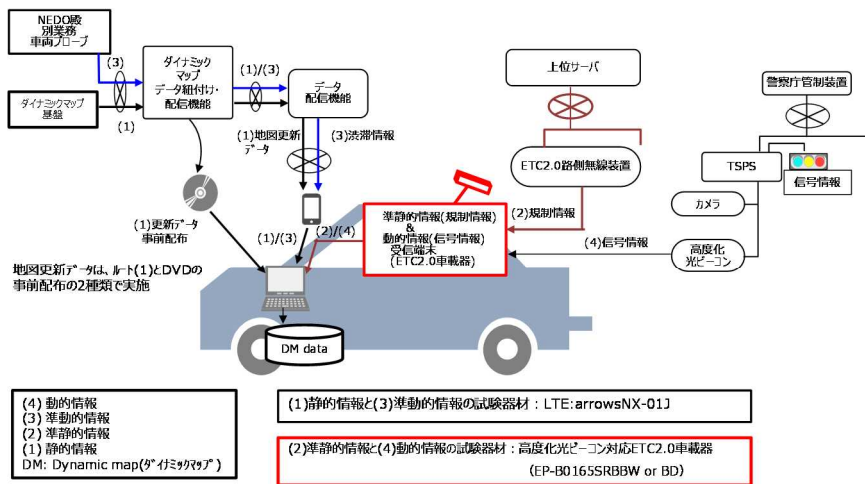 NEDO殿
別業務
車両プローブ
(3)
ダイナミックマップ
基盤
(1)
ダイナミック
マップ
データ紐付け・
配信機能
(1)/(3)
データ
配信機能
(1)地図更新
データ
(3)渋滞情報
(1)更新データ
事前配布
(1)/(3)
(2)/(4)
地図更新データは、ルート(1)とDVDの
事前配布の2種類で実施
DM data
準静的情報(規制情報)
&
動的情報(信号情報)
受信端末
(ETC2.0車載器)
上位サーバ
ETC2.0路側無線装置
(2)規制情報
(4)信号情報
警察庁管制装置
TSPS
信号情報
カメラ
高度化
光ビーコン
(4) 動的情報
(3) 準動的情報
(2) 準静的情報
(1) 静的情報
DM: Dynamic map(ダイナミックマップ)
(1)静的情報と(3)準動的情報の試験器材：LTE:arrowsNX-01J
(2)準静的情報と(4)動的情報の試験器材：高度化光ビーコン対応ETC2.0車載器
(EP-B016SSRBBW or BD)